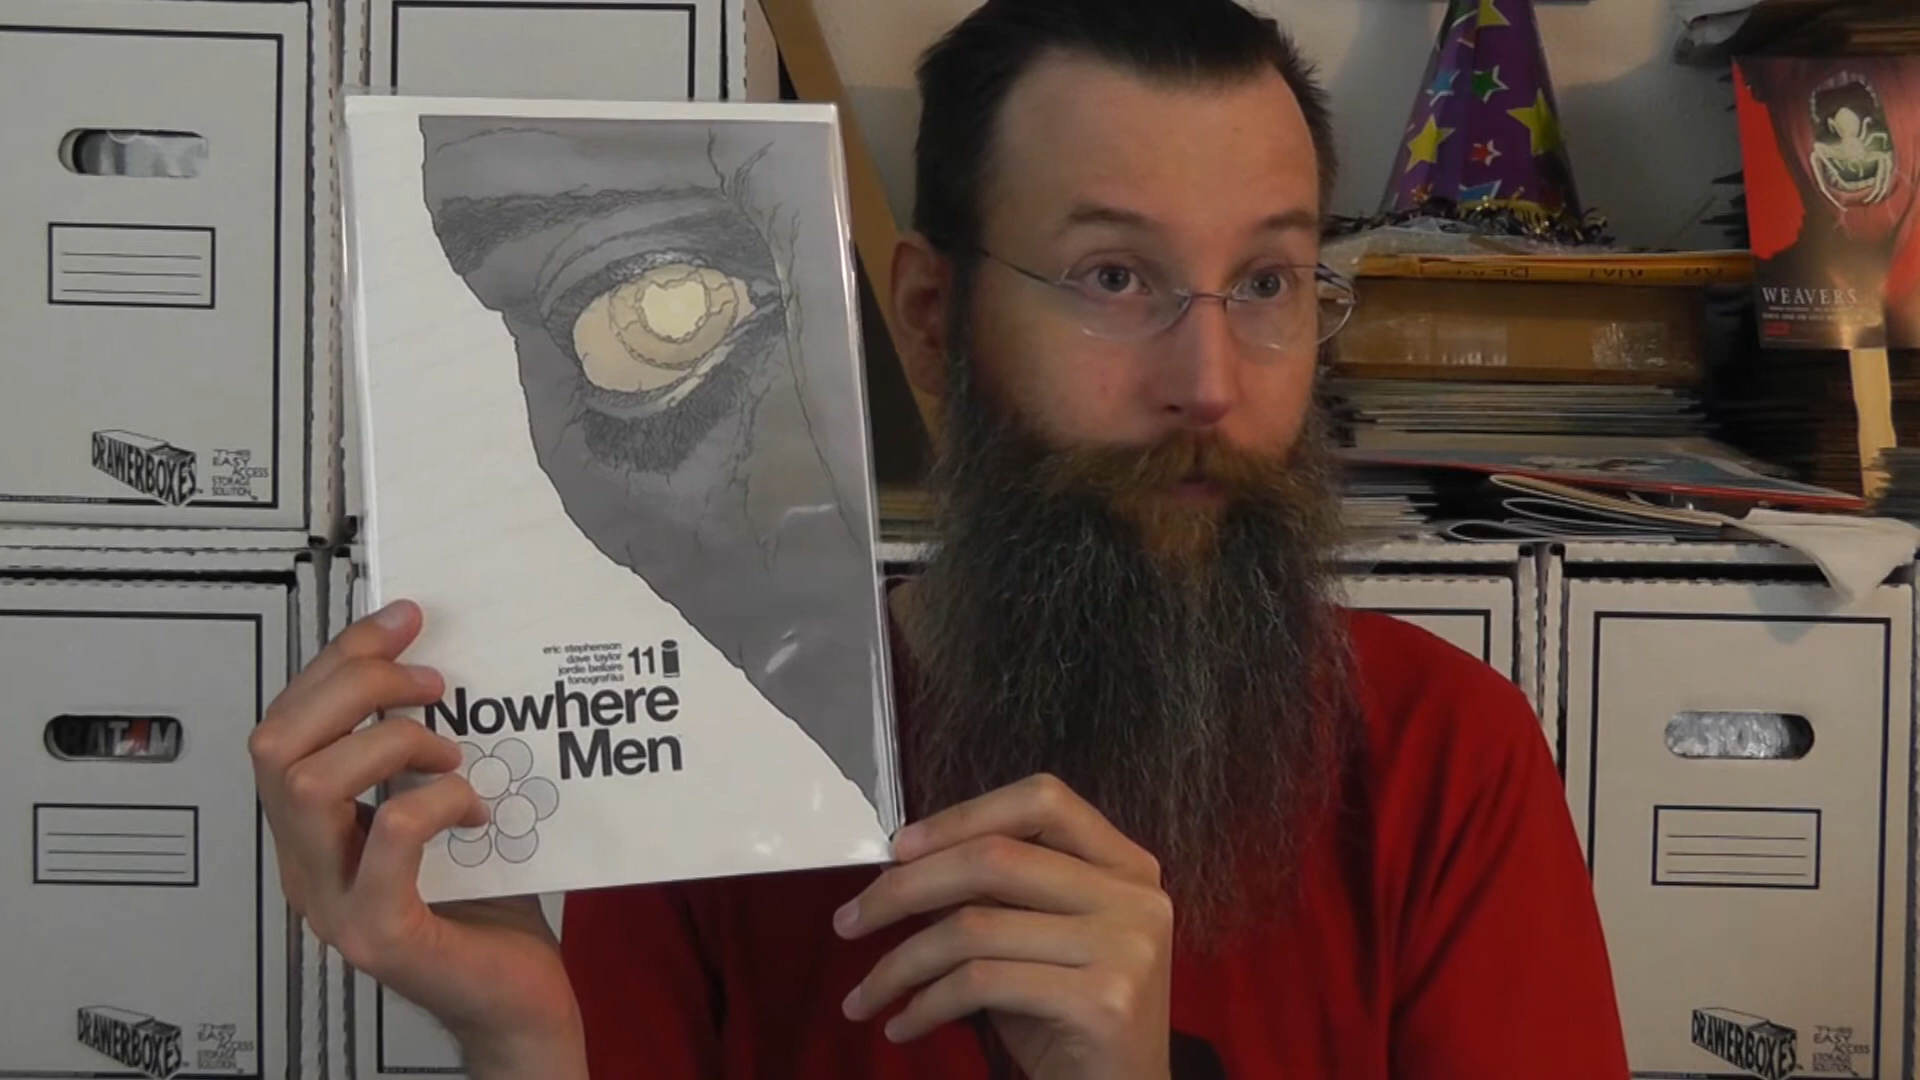 DRAWERBOXES
THE
EASY
ACCESS
STORAGE
SOLUTION
eric stephenson
dave taylor
jordie bellaire
fonografiks
11
Nowhere
Men
WEAVERS
DRAWERBOXES
THE
EASY
ACCESS
STORAGE
SOLUTION
DRAWERBOXES
THE
EASY
ACCESS
STORAGE
SOLUTION